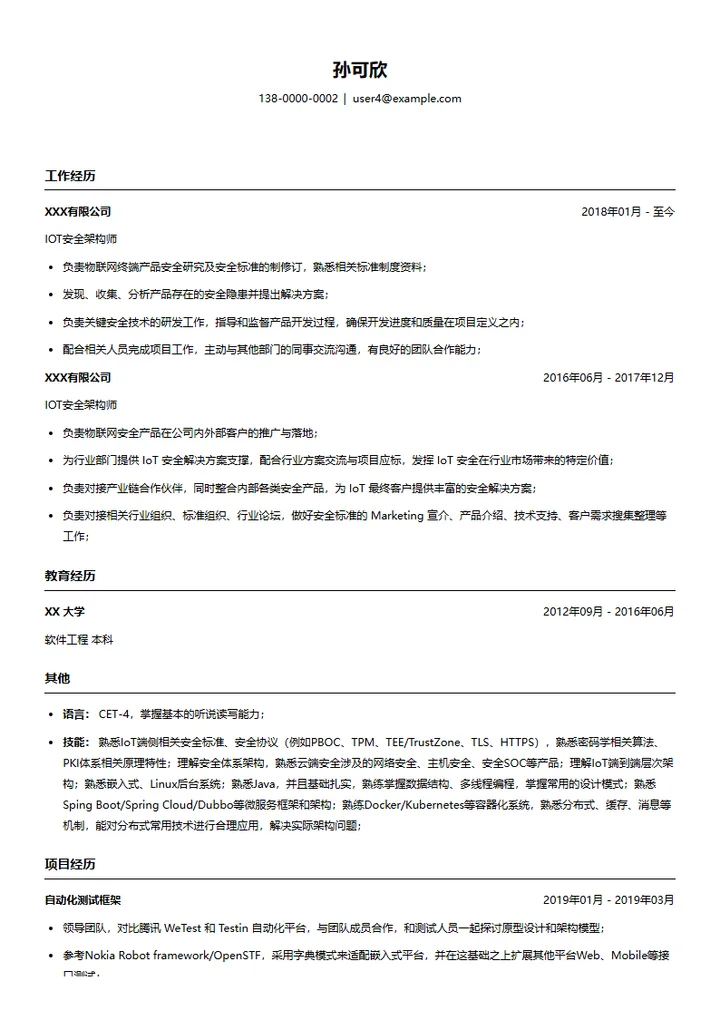 孙可欣
138-0000-0002 | user4@example.com
工作经历
XXX有限公司 2018年01月 - 至今
IOT安全架构师
• 负责物联网终端产品安全研究及安全标准的制修订，熟悉相关标准制度资料；
• 发现、收集、分析产品存在的安全隐患并提出解决方案；
• 负责关键安全技术的研发工作，指导和监督产品开发过程，确保开发进度和质量在项目定义之内；
• 配合相关人员完成项目工作，主动与其他部门的同事交流沟通，有良好的团队合作能力；
XXX有限公司 2016年06月 - 2017年12月
IOT安全架构师
• 负责物联网安全产品在公司内外部客户的推广与落地；
• 为行业部门提供 IoT 安全解决方案支撑，配合行业方案交流与项目应标，发挥 IoT 安全在行业市场带来的特定价值；
• 负责对接产业链合作伙伴，同时整合内部各类安全产品，为 IoT 最终客户提供丰富的安全解决方案；
• 负责对接相关行业组织、标准组织、行业论坛，做好安全标准的 Marketing 宣介、产品介绍、技术支持、客户需求搜集整理等
工作；
教育经历
XX 大学 2012年09月 - 2016年06月
软件工程 本科
其他
• 语言： CET-4，掌握基本的听说读写能力；
• 技能： 熟悉IoT端侧相关安全标准、安全协议（例如PBOC、TPM、TEE/TrustZone、TLS、HTTPS），熟悉密码学相关算法、
PKI体系相关原理特性；理解安全体系架构，熟悉云端安全涉及的网络安全、主机安全、安全SOC等产品；理解IoT端到端层次架
构；熟悉嵌入式、Linux后台系统；熟悉Java，并且基础扎实，熟练掌握数据结构、多线程编程，掌握常用的设计模式；熟悉
Sping Boot/Spring Cloud/Dubbo等微服务框架和架构；熟练Docker/Kubernetes等容器化系统，熟悉分布式、缓存、消息等
机制，能对分布式常用技术进行合理应用，解决实际架构问题；
项目经历
自动化测试框架 2019年01月 - 2019年03月
• 领导团队，对比腾讯 WeTest 和 Testin 自动化平台，与团队成员合作，和测试人员一起探讨原型设计和架构模型；
• 参考Nokia Robot framework/OpenSTF，采用字典模式来适配嵌入式平台，并在这基础之上扩展其他平台Web、Mobile等接
口测试；